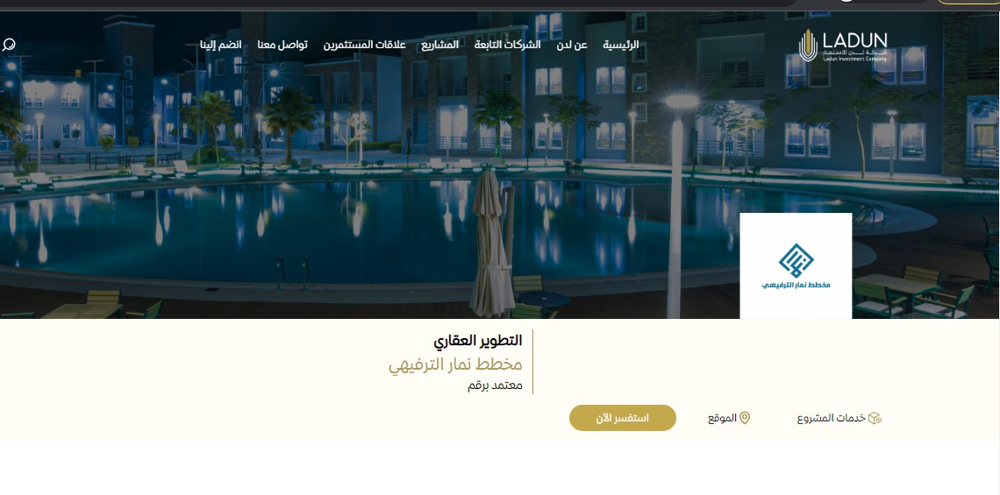 LADUN
شركة لـــدن للاستثمار
Ladun Investment Company
الرئيسية
عن لدن
الشركات التابعة
المشاريع
علاقات المستثمرين
تواصل معنا
انضم إلينا
مخطط نمار الترفيهي
التطوير العقاري
مخطط نمار الترفيهي
معتمد برقم
خدمات المشروع
الموقع
استفسر الآن